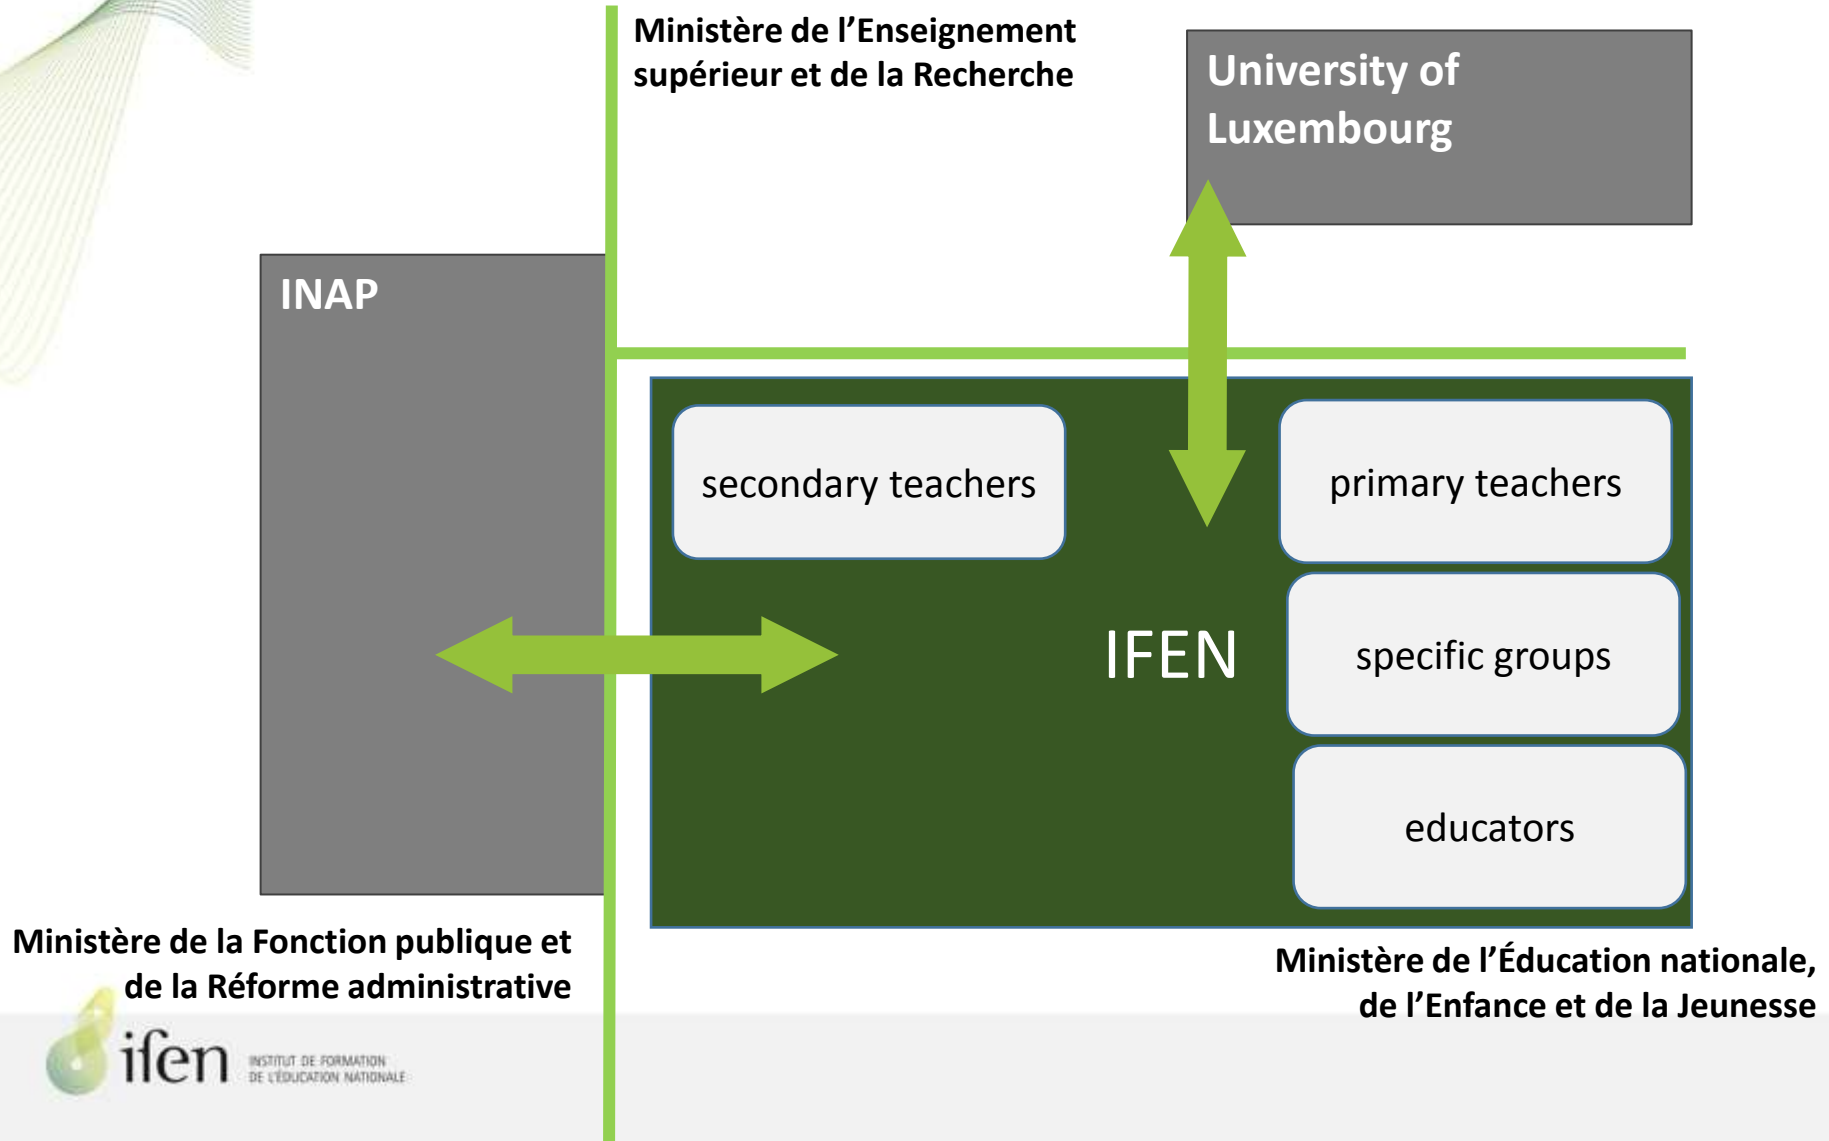 Ministère de l’Enseignement
supérieur et de la Recherche
University of
Luxembourg
INAP
secondary teachers
primary teachers
IFEN
specific groups
educators
Ministère de la Fonction publique et
de la Réforme administrative
Ministère de l’Éducation nationale,
de l’Enfance et de la Jeunesse
ifen
INSTITUT DE FORMATION
DE L’ÉDUCATION NATIONALE